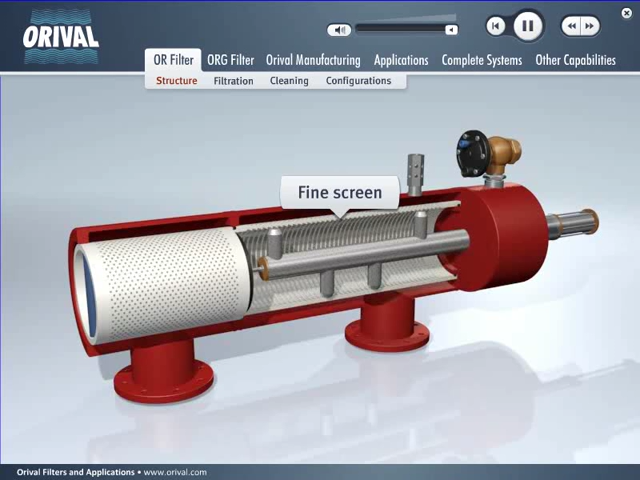 ORIVAL
OR Filter ORG Filter Orival Manufacturing Applications Complete Systems Other Capabilities
Structure Filtration Cleaning Configurations
Fine screen
Orival Filters and Applications • www.orival.com